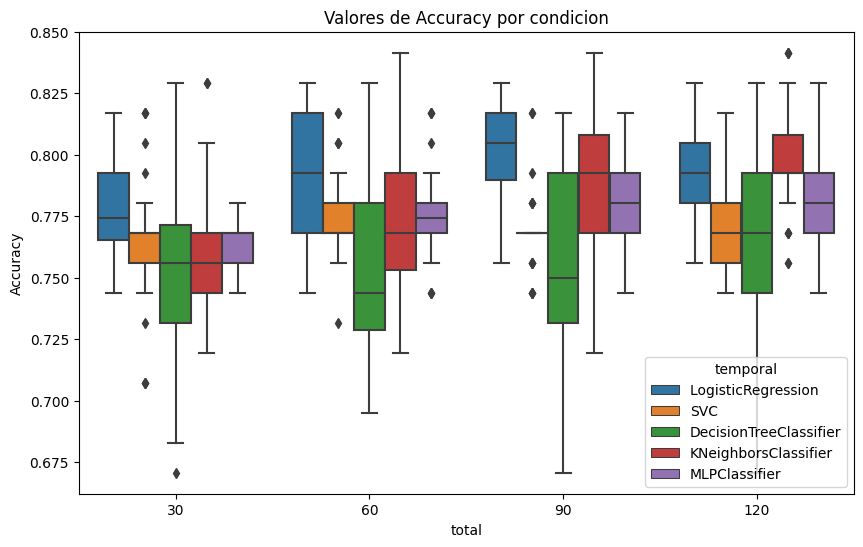 Valores de Accuracy por condicion
0.850
0.825
0.800
0.775
0.750
0.725
0.700
0.675
Accuracy
30
60
90
120
total
temporal
LogisticRegression
SVC
DecisionTreeClassifier
KNeighborsClassifier
MLPClassifier